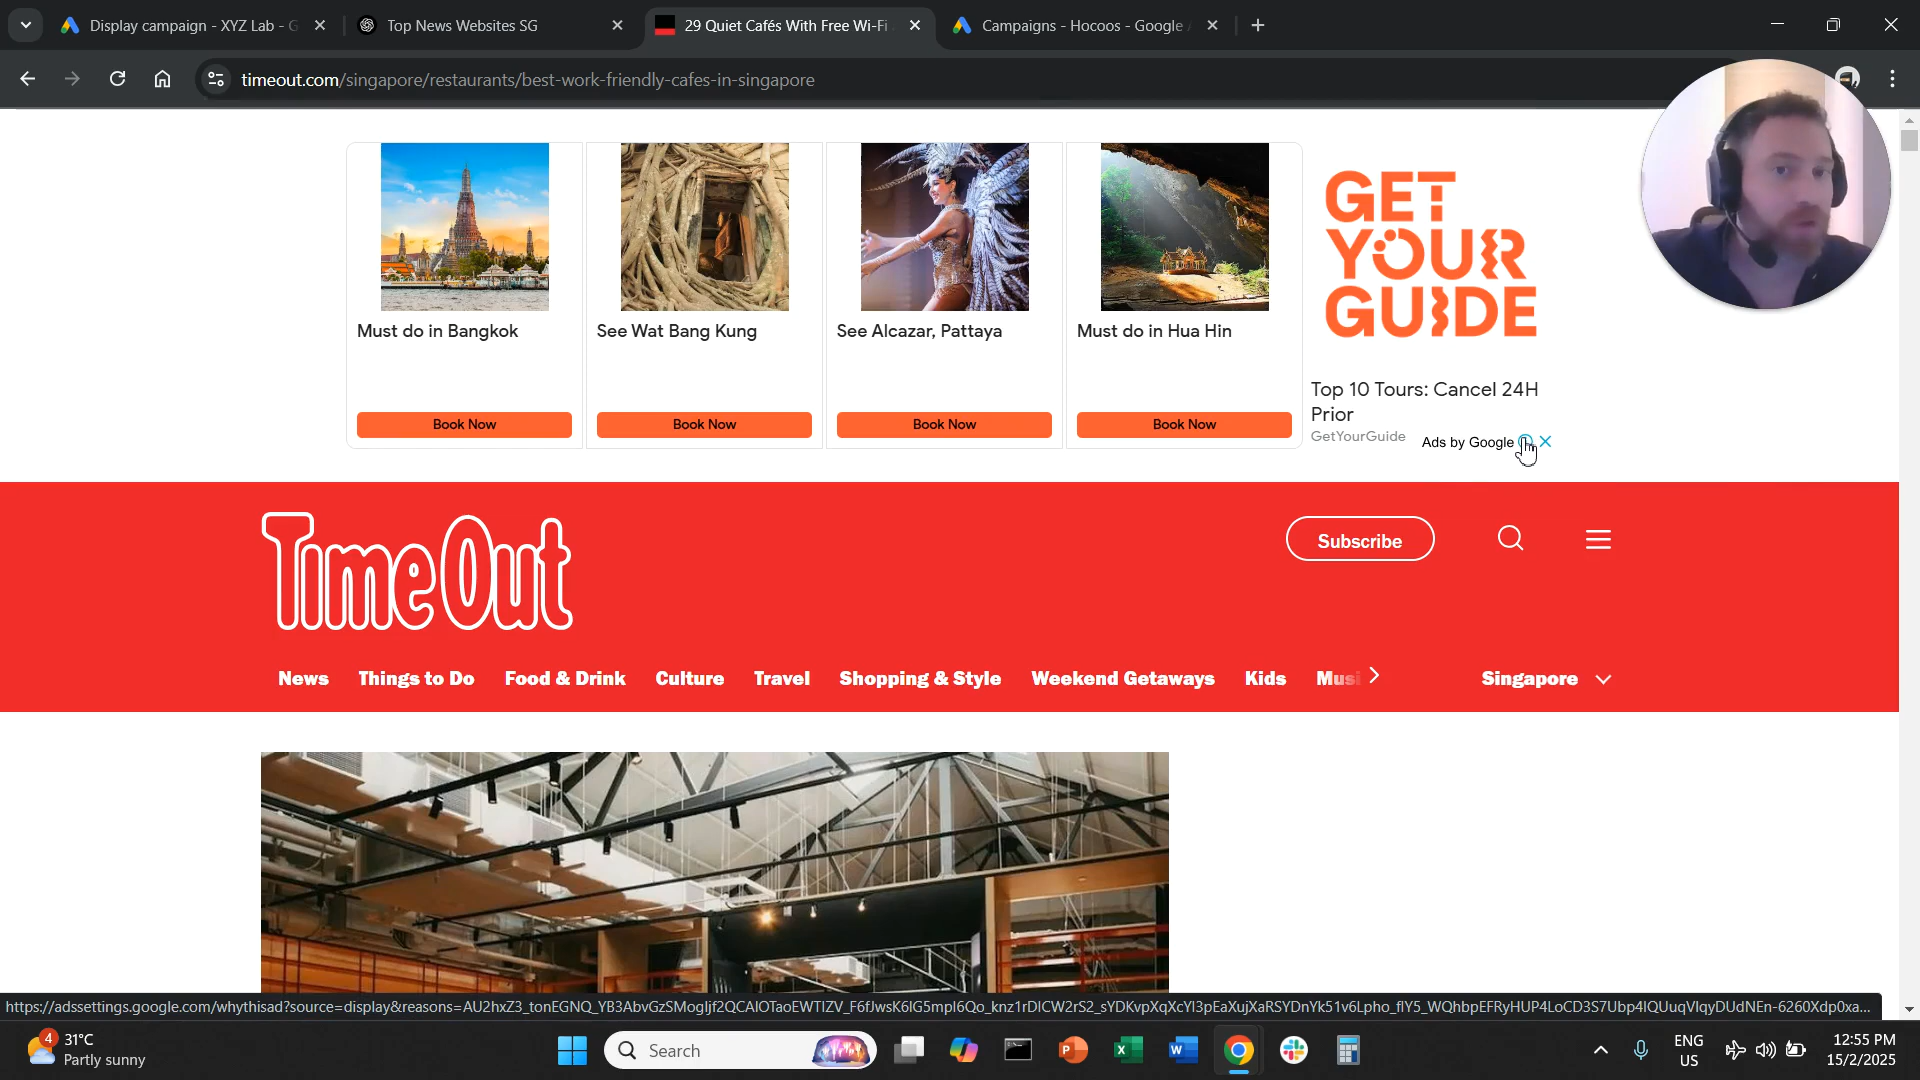 Display campaign - XYZ Lab - G
Top News Websites SG
29 Quiet Cafés With Free Wi-Fi
Campaigns - Hocoos - Google
timeout.com/singapore/restaurants/best-work-friendly-cafes-in-singapore
Must do in Bangkok
See Wat Bang Kung
See Alcazar, Pattaya
Must do in Hua Hin
Book Now
Book Now
Book Now
Book Now
GET
YOUR
GUIDE
Top 10 Tours: Cancel 24H
Prior
GetYourGuide
Ads by Google
TimeOut
Subscribe
News
Things to Do
Food & Drink
Culture
Travel
Shopping & Style
Weekend Getaways
Kids
Musi
Singapore
4
31°C
Partly sunny
Search
ENG
US
12:55 PM
15/2/2025